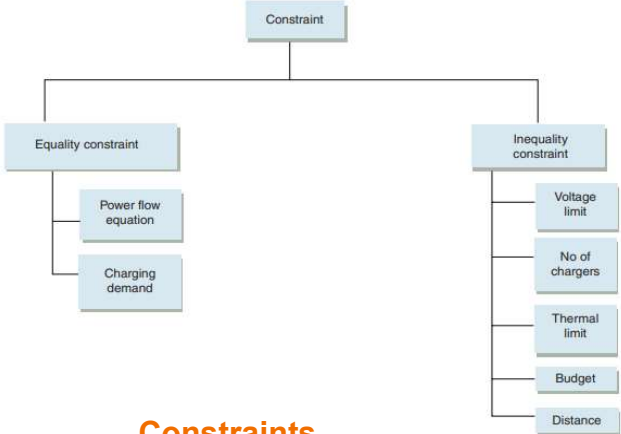 Constraint
Equality constraint
Power flow
equation
Charging
demand
Inequality
constraint
Voltage
limit
No of
chargers
Thermal
limit
Budget
Distance
Constraints